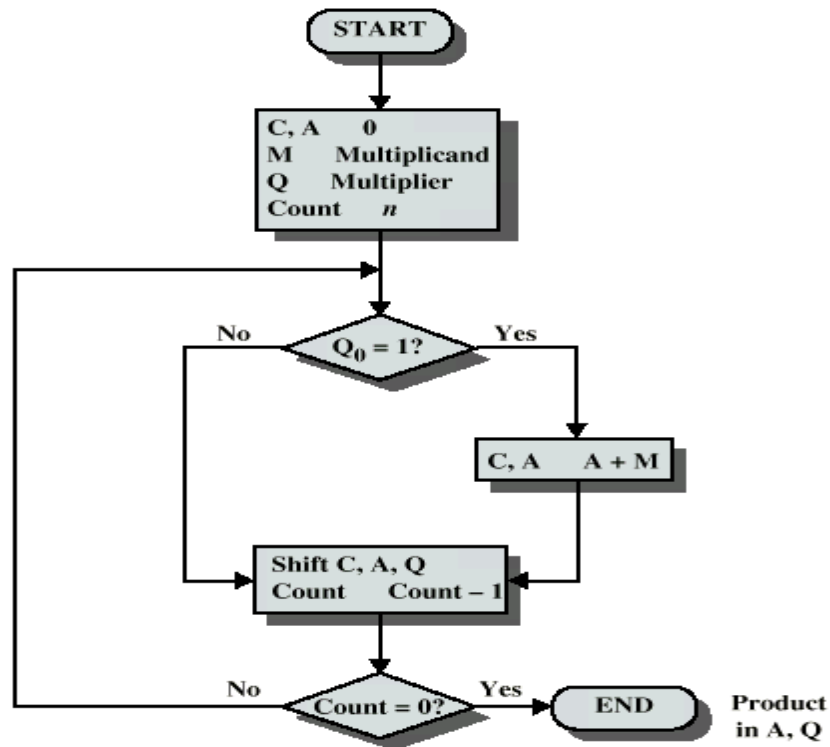 START
C, A 0
M Multiplicand
Q Multiplier
Count n
No
Q0 = 1?
Yes
C, A A + M
Shift C, A, Q
Count Count – 1
No
Count = 0?
Yes
END
Product
in A, Q